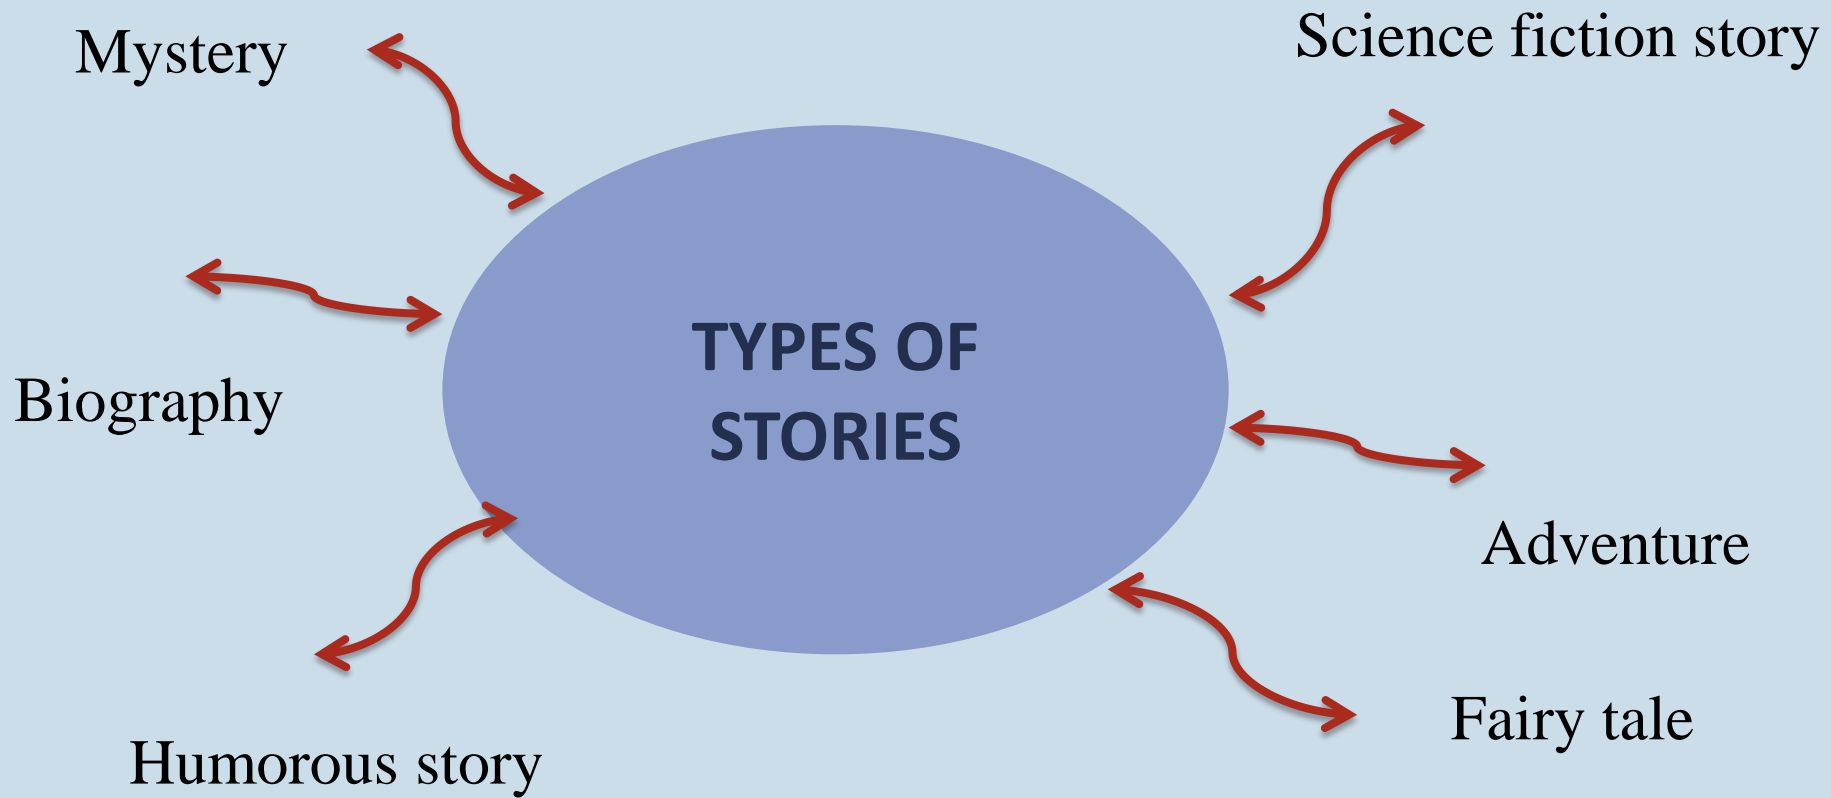 Mystery
Science fiction story
TYPES OF
STORIES
Biography
Adventure
Fairy tale
Humorous story